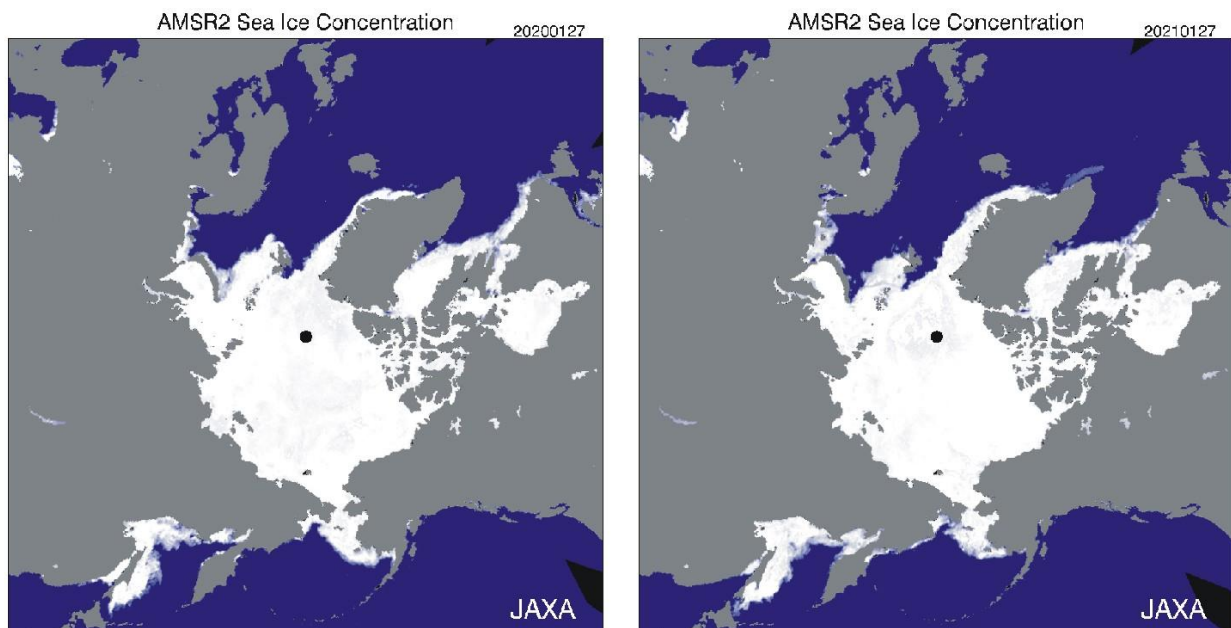 AMSR2 Sea Ice Concentration
20200127
JAXA
AMSR2 Sea Ice Concentration
20210127
JAXA